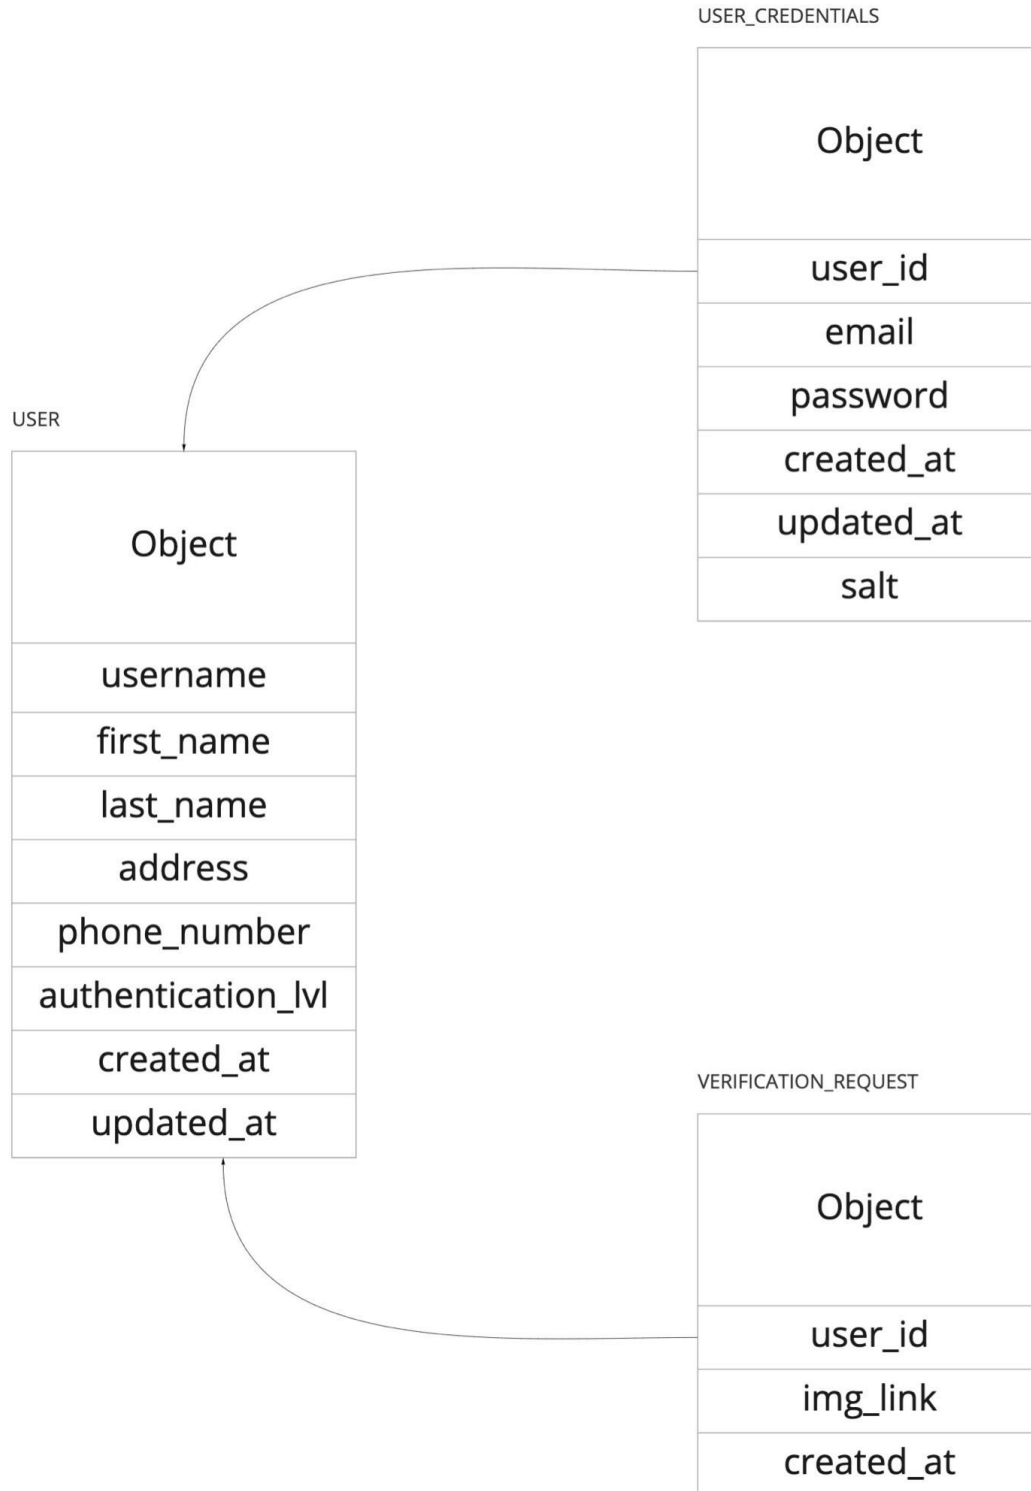 USER_CREDENTIALS
Object
user_id
email
password
created_at
updated_at
salt
USER
Object
username
first_name
last_name
address
phone_number
authentication_lvl
created_at
updated_at
VERIFICATION_REQUEST
Object
user_id
img_link
created_at